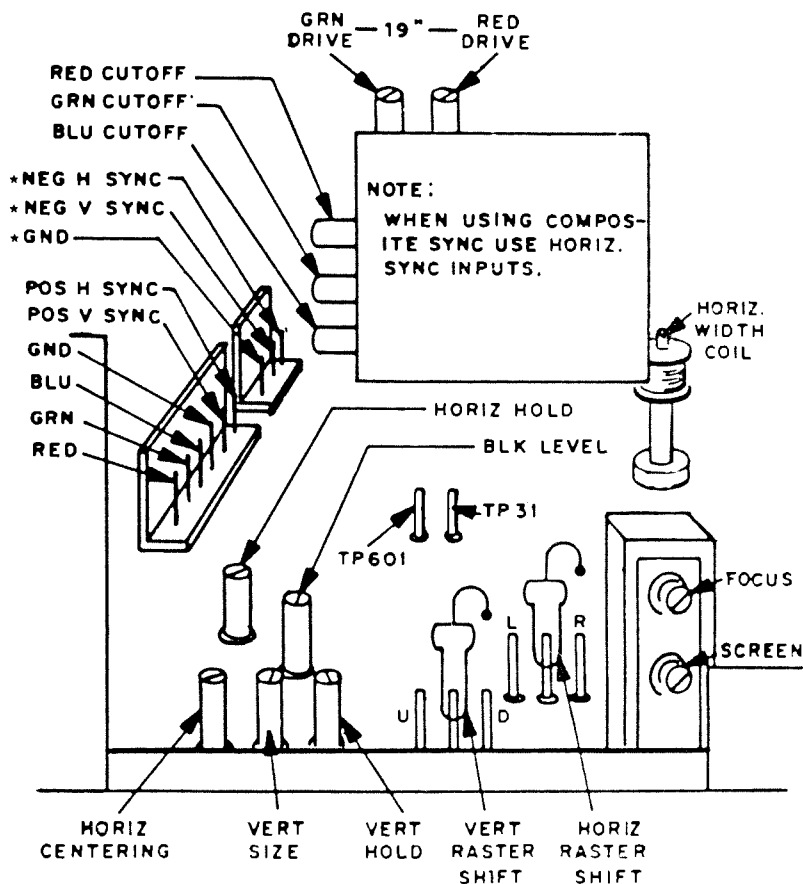 GRN DRIVE
19"
RED DRIVE
RED CUTOFF
GRN CUTOFF
BLU CUTOFF
*NEG H SYNC
*NEG V SYNC
*GND
NOTE:
WHEN USING COMPOS-
ITE SYNC USE HORIZ.
SYNC INPUTS.
POS H SYNC
POS V SYNC
GND
BLU
GRN
RED
HORIZ.
WIDTH
COIL
HORIZ HOLD
BLK LEVEL
TP601
TP31
FOCUS
L
R
SCREEN
U
D
HORIZ
CENTERING
VERT
SIZE
VERT
HOLD
VERT
RASTER
SHIFT
HORIZ
RASTER
SHIFT